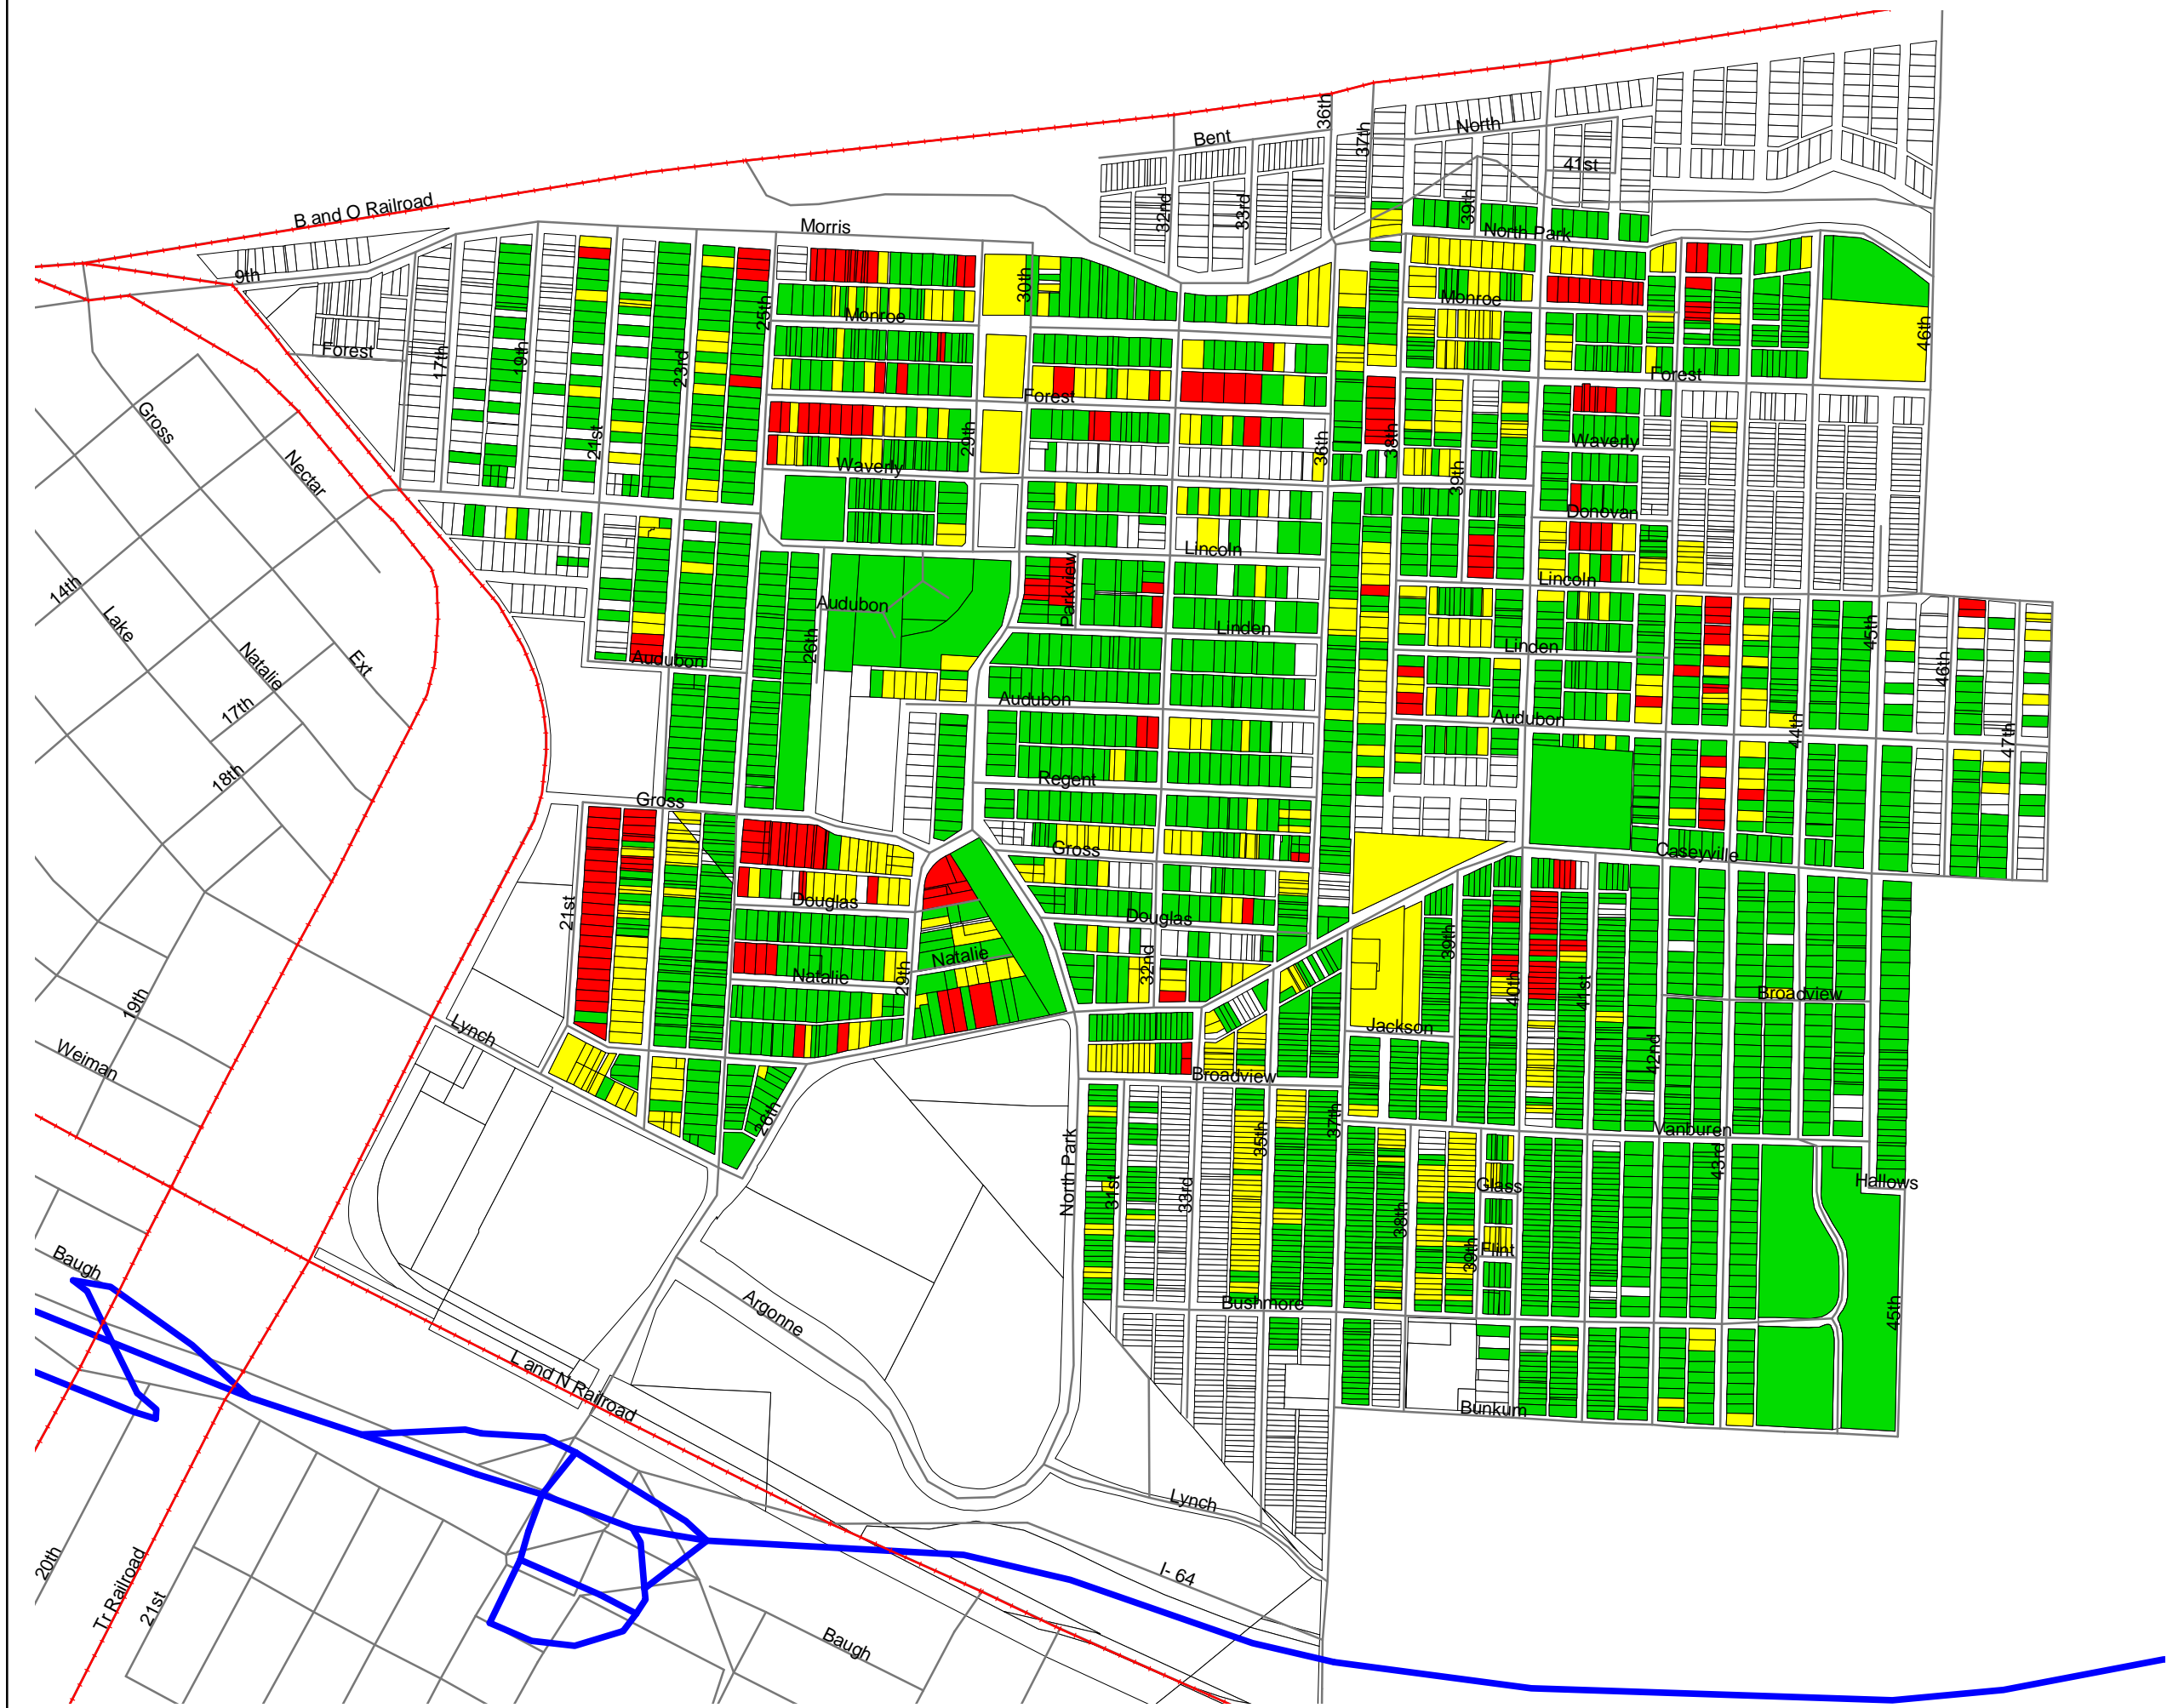 36th
Bent
North
37th
41st
B and O Railroad
32nd
33rd
39th
Morris
North Park
9th
30th
25th
Monroe
Monroe
46th
Forest
17th
19th
23rd
Forest
Forest
Gross
21st
29th
36th
38th
Waverly
Waverly
Nectar
39th
Donovan
Lincoln
Lincoln
14th
Parkview
Audubon
Lake
26th
Linden
45th
Linden
Natalie
Ext
Audubon
46th
17th
Audubon
Audubon
44th
47th
18th
Regent
Gross
Gross
Caseyville
21st
Douglas
Douglas
39th
32nd
Natalie
Natalie
29th
40th
41st
Broadview
19th
Lynch
Jackson
42nd
Weiman
Broadview
26th
35th
37th
Vanburen
North Park
31st
33rd
43rd
Glass
Hallows
38th
39th
Flint
Baugh
Argonne
Bushmore
45th
L and N Railroad
Bunkum
Lynch
20th
Tr Railroad
21st
I- 64
Baugh